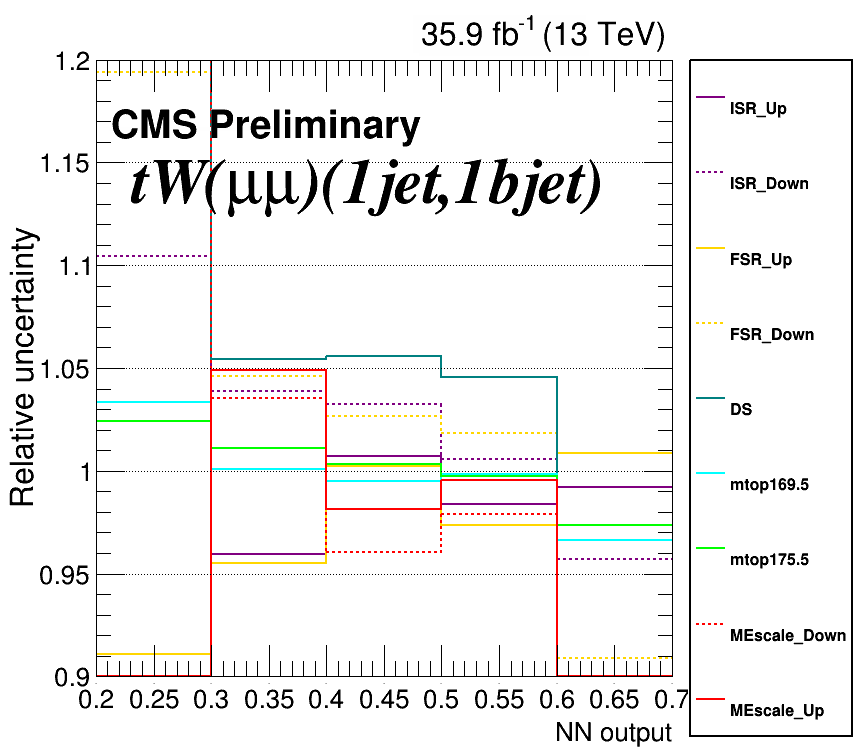 35.9 fb⁻¹ (13 TeV)
CMS Preliminary
tW(μμ)(1jet,1bjet)
Relative uncertainty
1.2
1.15
1.1
1.05
1
0.95
0.9
0.2 0.25 0.3 0.35 0.4 0.45 0.5 0.55 0.6 0.65 0.7
NN output
ISR_Up
ISR_Down
FSR_Up
FSR_Down
DS
mtop169.5
mtop175.5
MEscale_Down
MEscale_Up